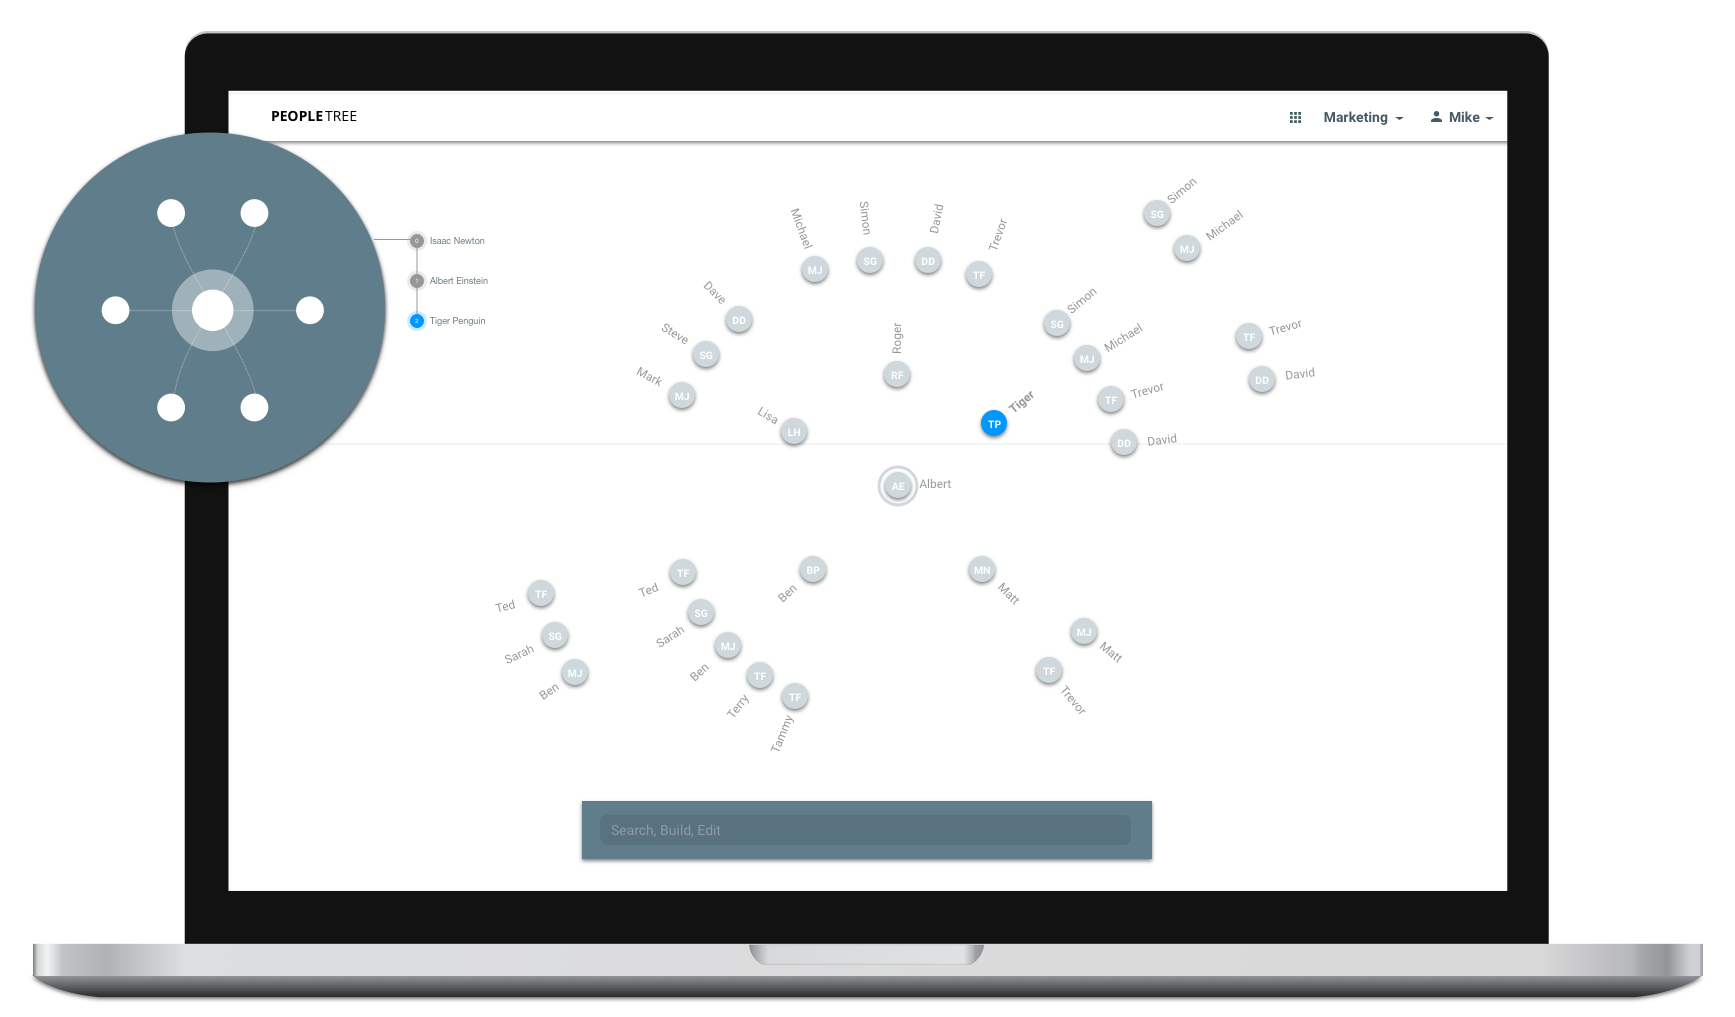 PEOPLETREE
Marketing
Mike
0 Isaac Newton
1 Albert Einstein
2 Tiger Penguin
Michael
MJ
Simon
SG
David
DD
Trevor
TF
Simon
SG
Michael
MJ
Dave
DD
Steve
SG
Mark
MJ
Roger
RF
Lisa
LH
Tiger
TP
Simon
SG
Michael
MJ
Trevor
TF
David
DD
Trevor
TF
David
DD
AE
Albert
Ted
TF
Sarah
SG
Ben
MJ
Ted
TF
Sarah
SG
Ben
MJ
Terry
TF
Tammy
TF
Ben
BP
MN
Matt
MJ
Matt
TF
Trevor
Search, Build, Edit